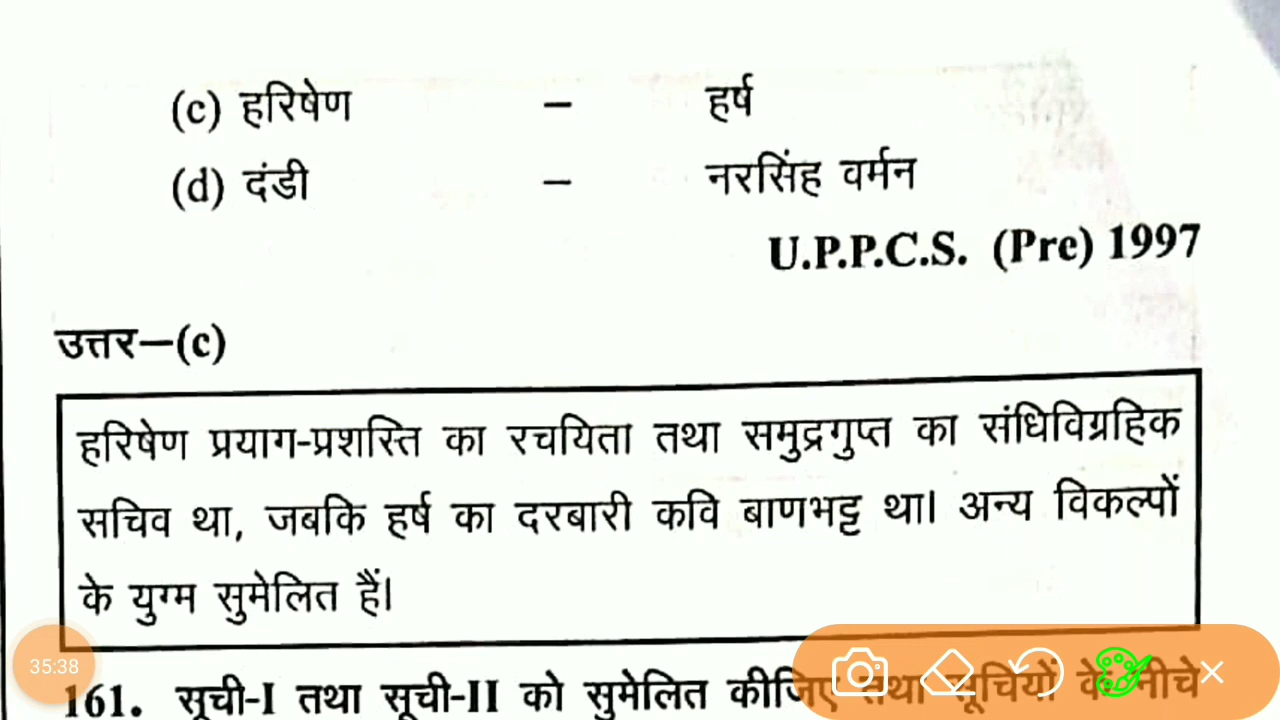 (c) हरिषेण – हर्ष
(d) दंडी – नरसिंह वर्मन
U.P.P.C.S. (Pre) 1997
उत्तर–(c)
हरिषेण प्रयाग-प्रशस्ति का रचयिता तथा समुद्रगुप्त का संधिविग्रहिक
सचिव था, जबकि हर्ष का दरबारी कवि बाणभट्ट था। अन्य विकल्पों
के युग्म सुमेलित हैं।
35:38
161. सूची-I तथा सूची-II को सुमेलित कीजिए तथा सूचियों के नीचे